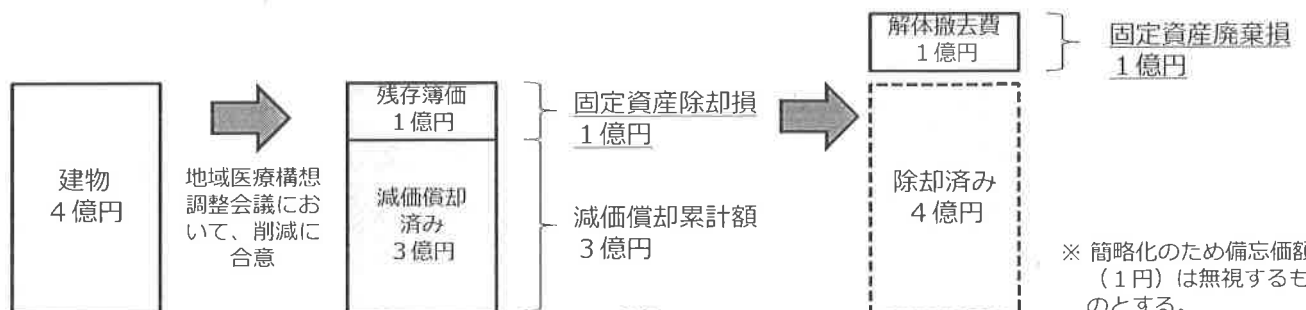 建物
４億円
地域医療構想
調整会議にお
いて、削減に
合意
残存簿価
１億円
減価償却
済み
３億円
固定資産除却損
１億円
減価償却累計額
３億円
解体撤去費
１億円
固定資産廃棄損
１億円
除却済み
４億円
※ 簡略化のため備忘価額
（１円）は無視するも
のとする。